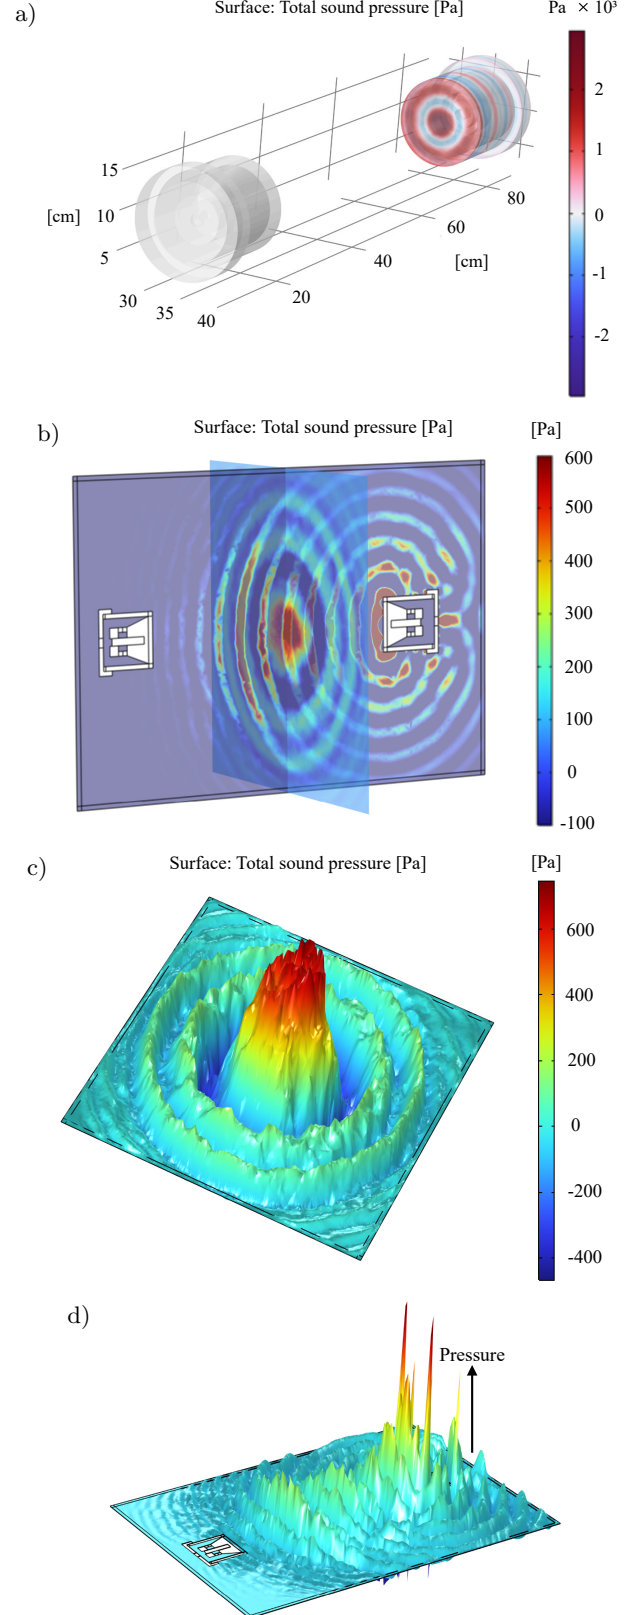 a)
Surface: Total sound pressure [Pa]
Pa × 10³
2
1
0
-1
-2
15
[cm] 10
5
30
35
40
20
40
60
80
[cm]
b)
Surface: Total sound pressure [Pa]
[Pa]
600
500
400
300
200
100
0
-100
c)
Surface: Total sound pressure [Pa]
[Pa]
600
400
200
0
-200
-400
d)
Pressure